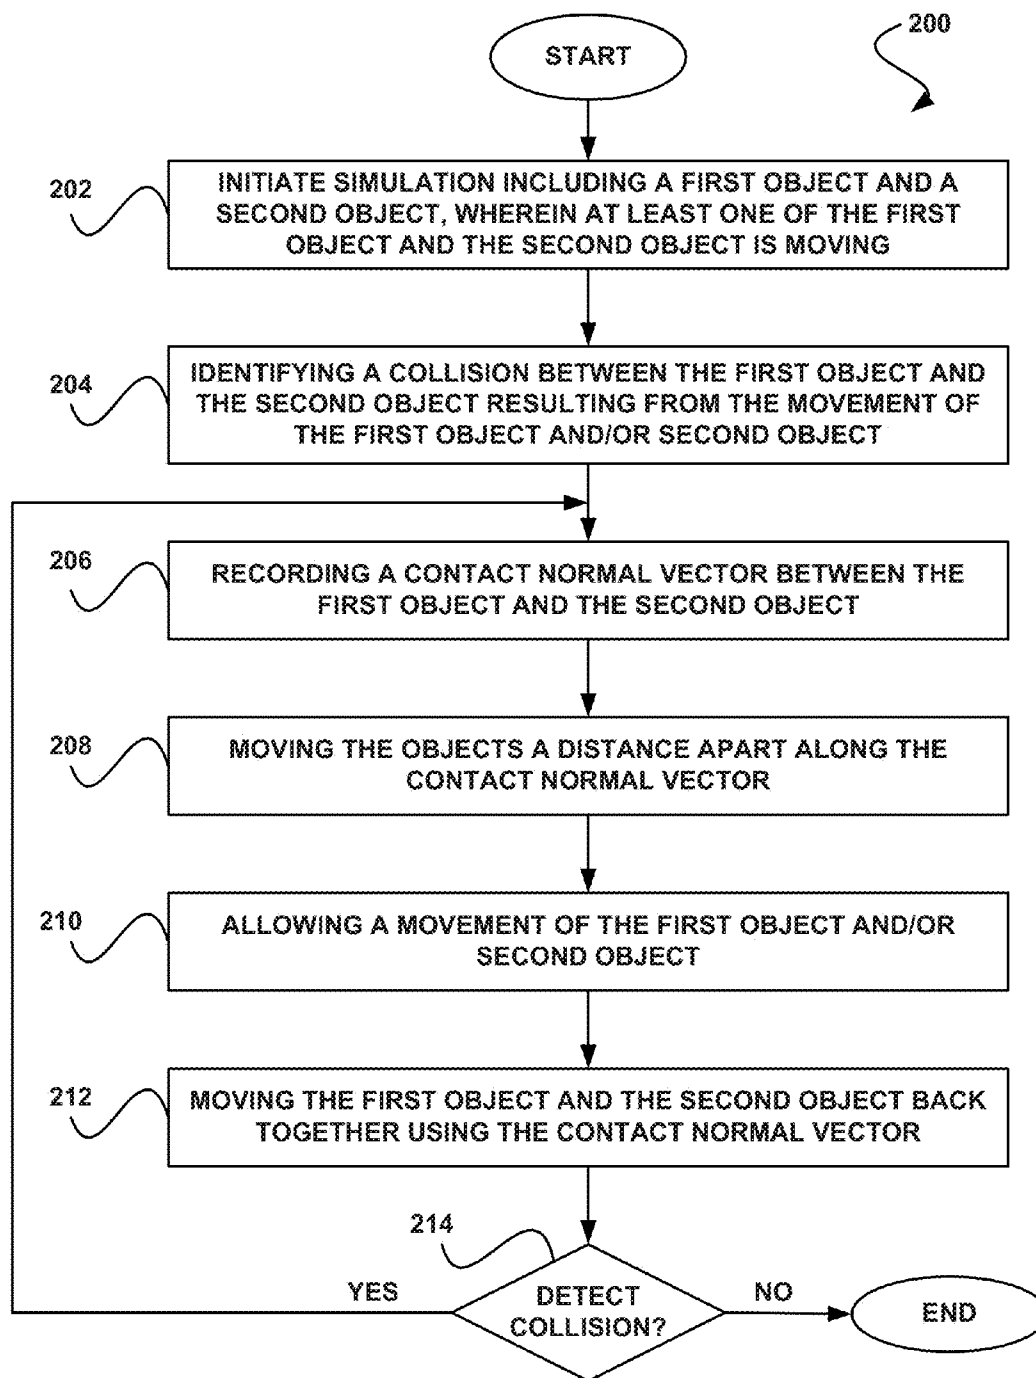 200
START
202
INITIATE SIMULATION INCLUDING A FIRST OBJECT AND A
SECOND OBJECT, WHEREIN AT LEAST ONE OF THE FIRST
OBJECT AND THE SECOND OBJECT IS MOVING
204
IDENTIFYING A COLLISION BETWEEN THE FIRST OBJECT AND
THE SECOND OBJECT RESULTING FROM THE MOVEMENT OF
THE FIRST OBJECT AND/OR SECOND OBJECT
206
RECORDING A CONTACT NORMAL VECTOR BETWEEN THE
FIRST OBJECT AND THE SECOND OBJECT
208
MOVING THE OBJECTS A DISTANCE APART ALONG THE
CONTACT NORMAL VECTOR
210
ALLOWING A MOVEMENT OF THE FIRST OBJECT AND/OR
SECOND OBJECT
212
MOVING THE FIRST OBJECT AND THE SECOND OBJECT BACK
TOGETHER USING THE CONTACT NORMAL VECTOR
214
YES
DETECT
COLLISION?
NO
END